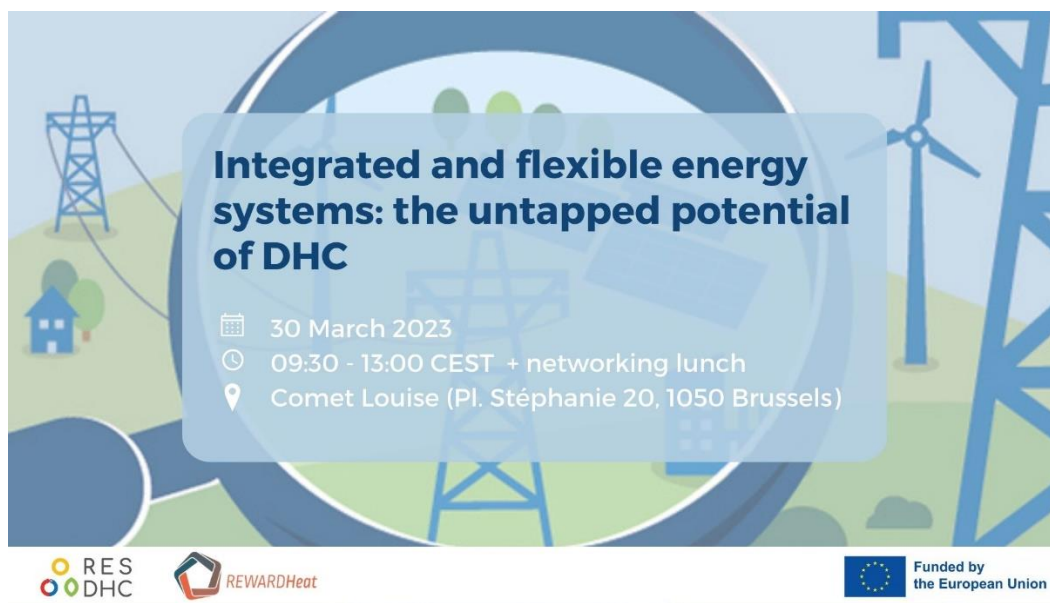 Integrated and flexible energy
systems: the untapped potential
of DHC
30 March 2023
09:30 - 13:00 CEST + networking lunch
Comet Louise (Pl. Stéphanie 20, 1050 Brussels)
RES
DHC
REWARDHeat
Funded by
the European Union